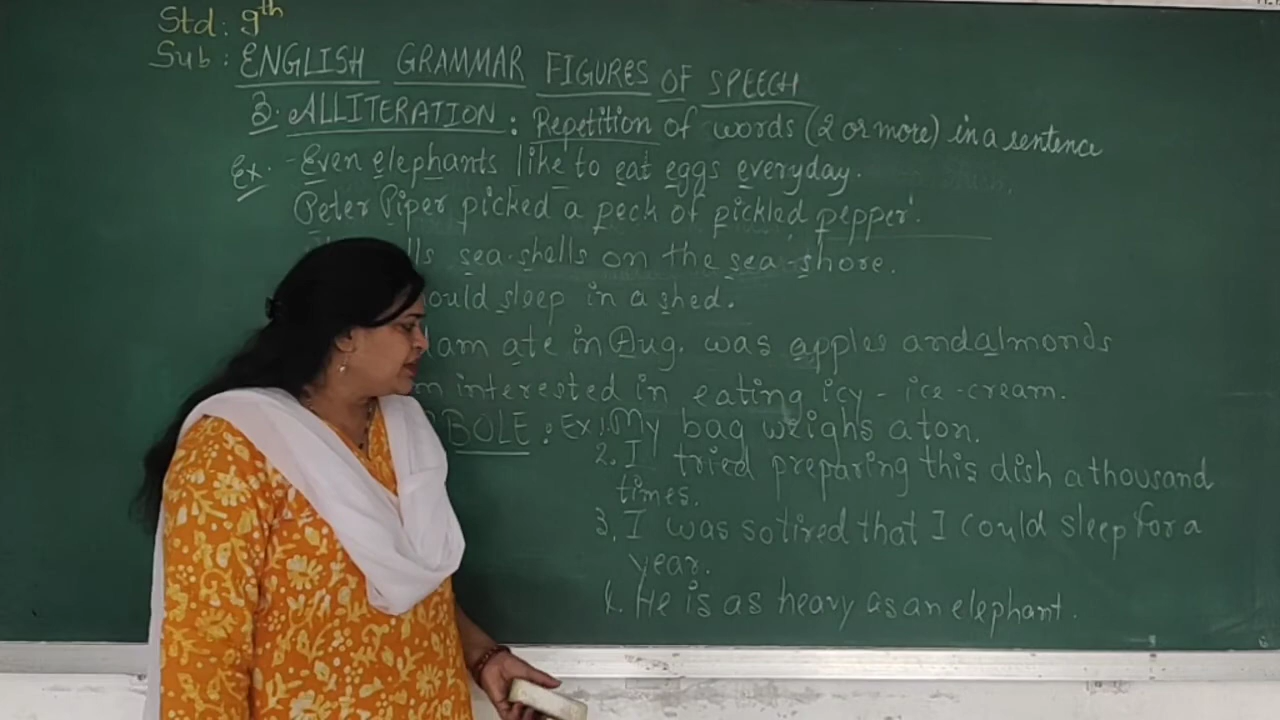 Std: 9th
Sub: ENGLISH GRAMMAR FIGURES OF SPEECH
3. ALLITERATION: Repetition of words (2 or more) in a sentence
Ex. - Even elephants like to eat eggs everyday.
Peter Piper picked a peck of pickled pepper.
sea-shells on the sea-shore.
sleep in a shed.
ate in Aug. was apples and almonds
interested in eating icy - ice-cream.
BOLE: Ex 1. My bag weighs a ton.
2. I tried preparing this dish a thousand
times.
3. I was so tired that I could sleep for a
year.
4. He is as heavy as an elephant.